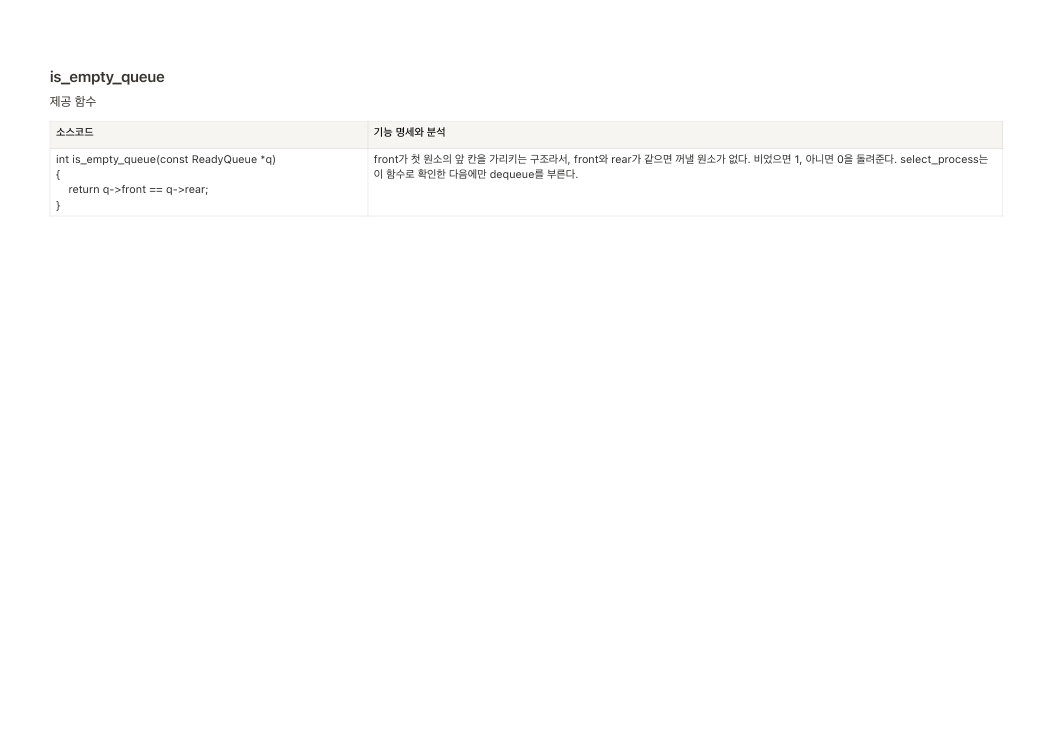 is_empty_queue
제공 함수
소스코드
기능 명세와 분석
int is_empty_queue(const ReadyQueue *q)
{
    return q->front == q->rear;
}
front가 첫 원소의 앞 칸을 가리키는 구조라서, front와 rear가 같으면 꺼낼 원소가 없다. 비었으면 1, 아니면 0을 돌려준다. select_process는
이 함수로 확인한 다음에만 dequeue를 부른다.